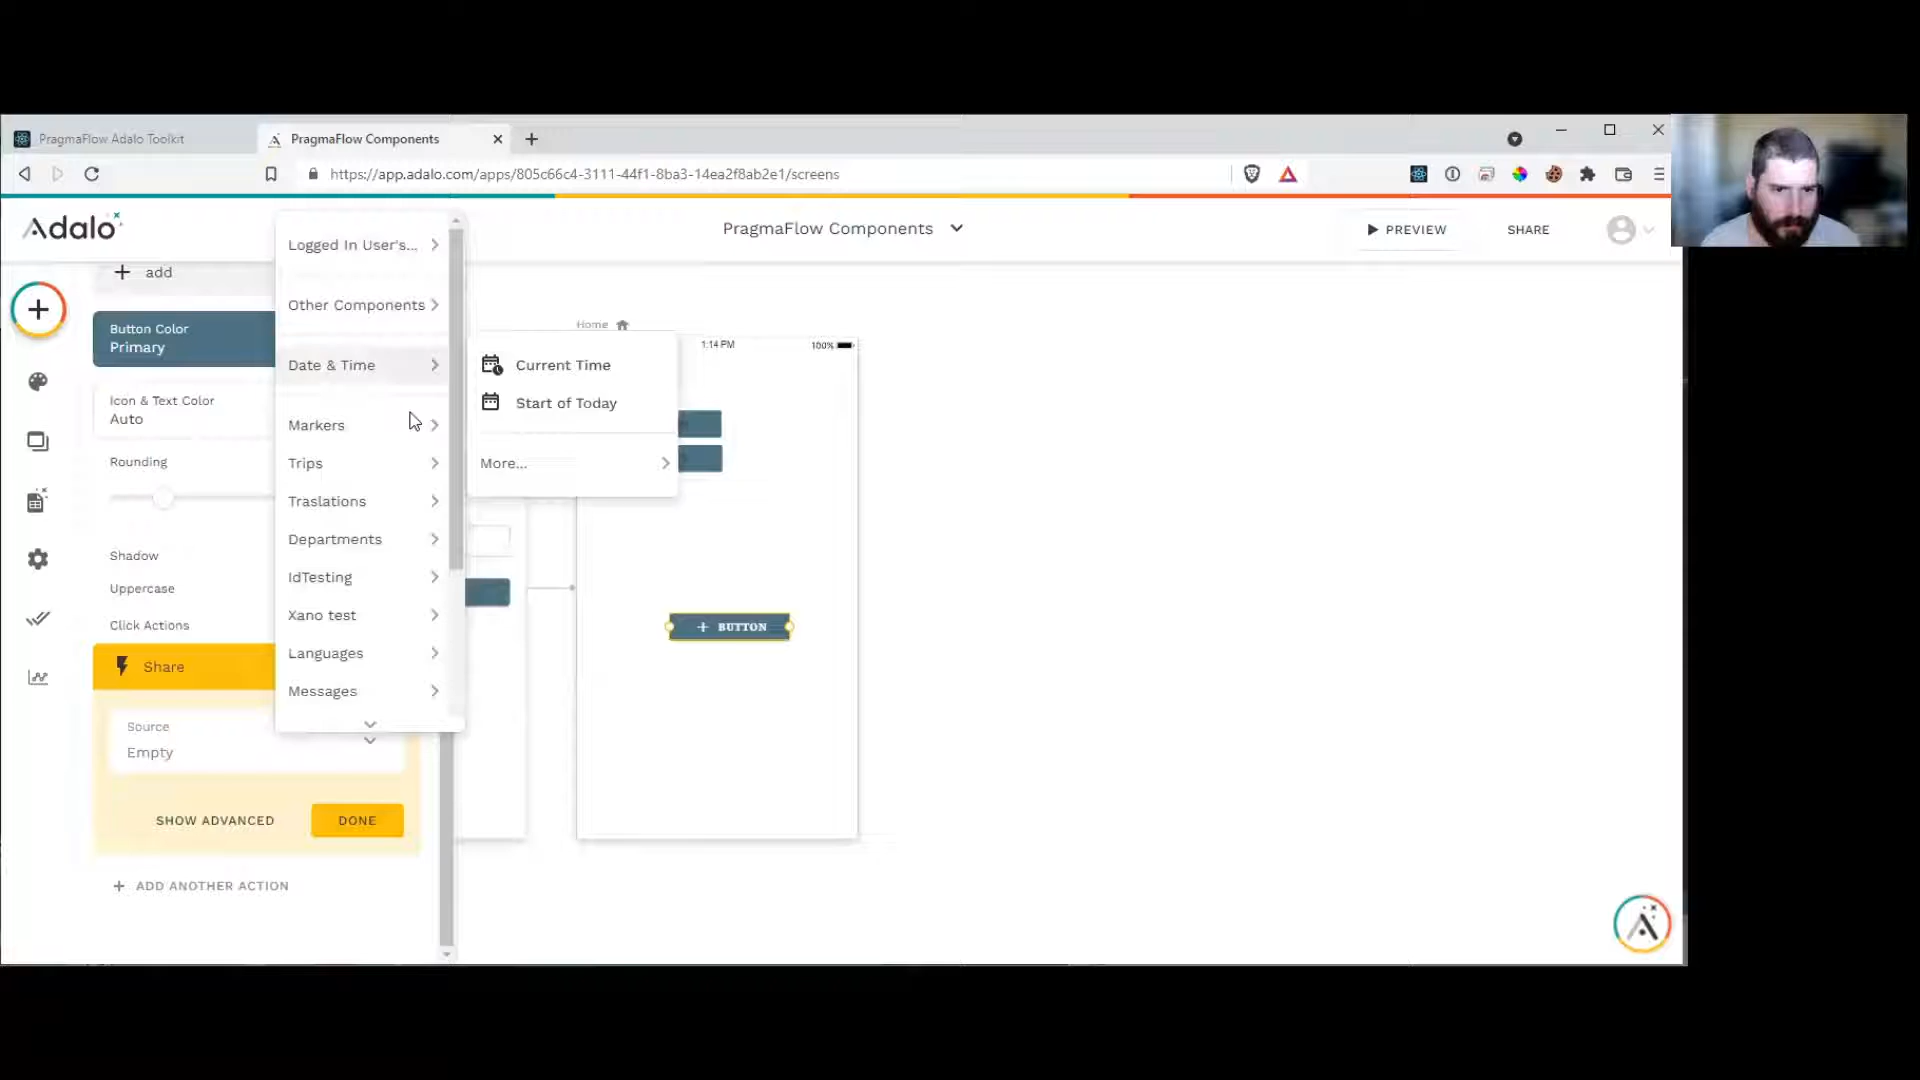 PragmaFlow Adalo Toolkit
PragmaFlow Components
https://app.adalo.com/apps/805c66c4-3111-44f1-8ba3-14ea2f8ab2e1/screens
Adalo
PragmaFlow Components
PREVIEW
SHARE
add
Button Color
Primary
Icon & Text Color
Auto
Rounding
Shadow
Uppercase
Click Actions
Share
Source
Empty
SHOW ADVANCED
DONE
ADD ANOTHER ACTION
Logged In User's...
Other Components
Date & Time
Markers
Trips
Traslations
Departments
IdTesting
Xano test
Languages
Messages
Current Time
Start of Today
More...
Home
1:14 PM
100%
+ BUTTON